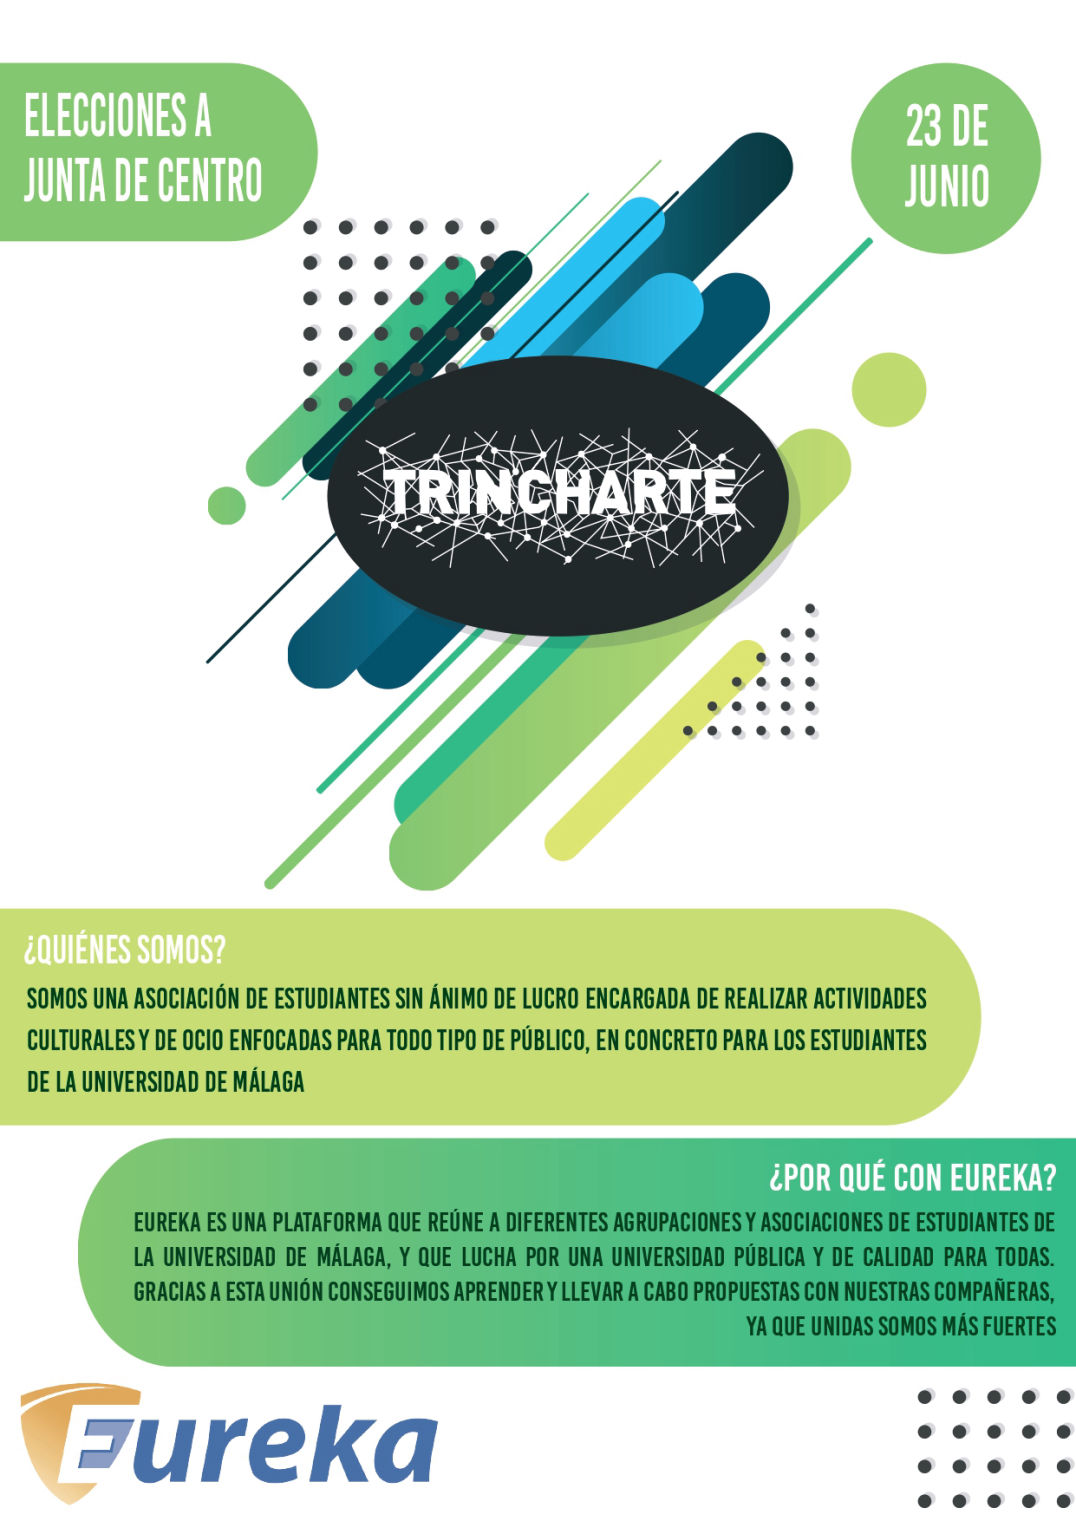 ELECCIONES A
JUNTA DE CENTRO
23 DE
JUNIO
TRINCHARTE
¿QUIÉNES SOMOS?
SOMOS UNA ASOCIACIÓN DE ESTUDIANTES SIN ÁNIMO DE LUCRO ENCARGADA DE REALIZAR ACTIVIDADES
CULTURALES Y DE OCIO ENFOCADAS PARA TODO TIPO DE PÚBLICO, EN CONCRETO PARA LOS ESTUDIANTES
DE LA UNIVERSIDAD DE MÁLAGA
¿POR QUÉ CON EUREKA?
EUREKA ES UNA PLATAFORMA QUE REÚNE A DIFERENTES AGRUPACIONES Y ASOCIACIONES DE ESTUDIANTES DE
LA UNIVERSIDAD DE MÁLAGA, Y QUE LUCHA POR UNA UNIVERSIDAD PÚBLICA Y DE CALIDAD PARA TODAS.
GRACIAS A ESTA UNIÓN CONSEGUIMOS APRENDER Y LLEVAR A CABO PROPUESTAS CON NUESTRAS COMPAÑERAS,
YA QUE UNIDAS SOMOS MÁS FUERTES
Eureka